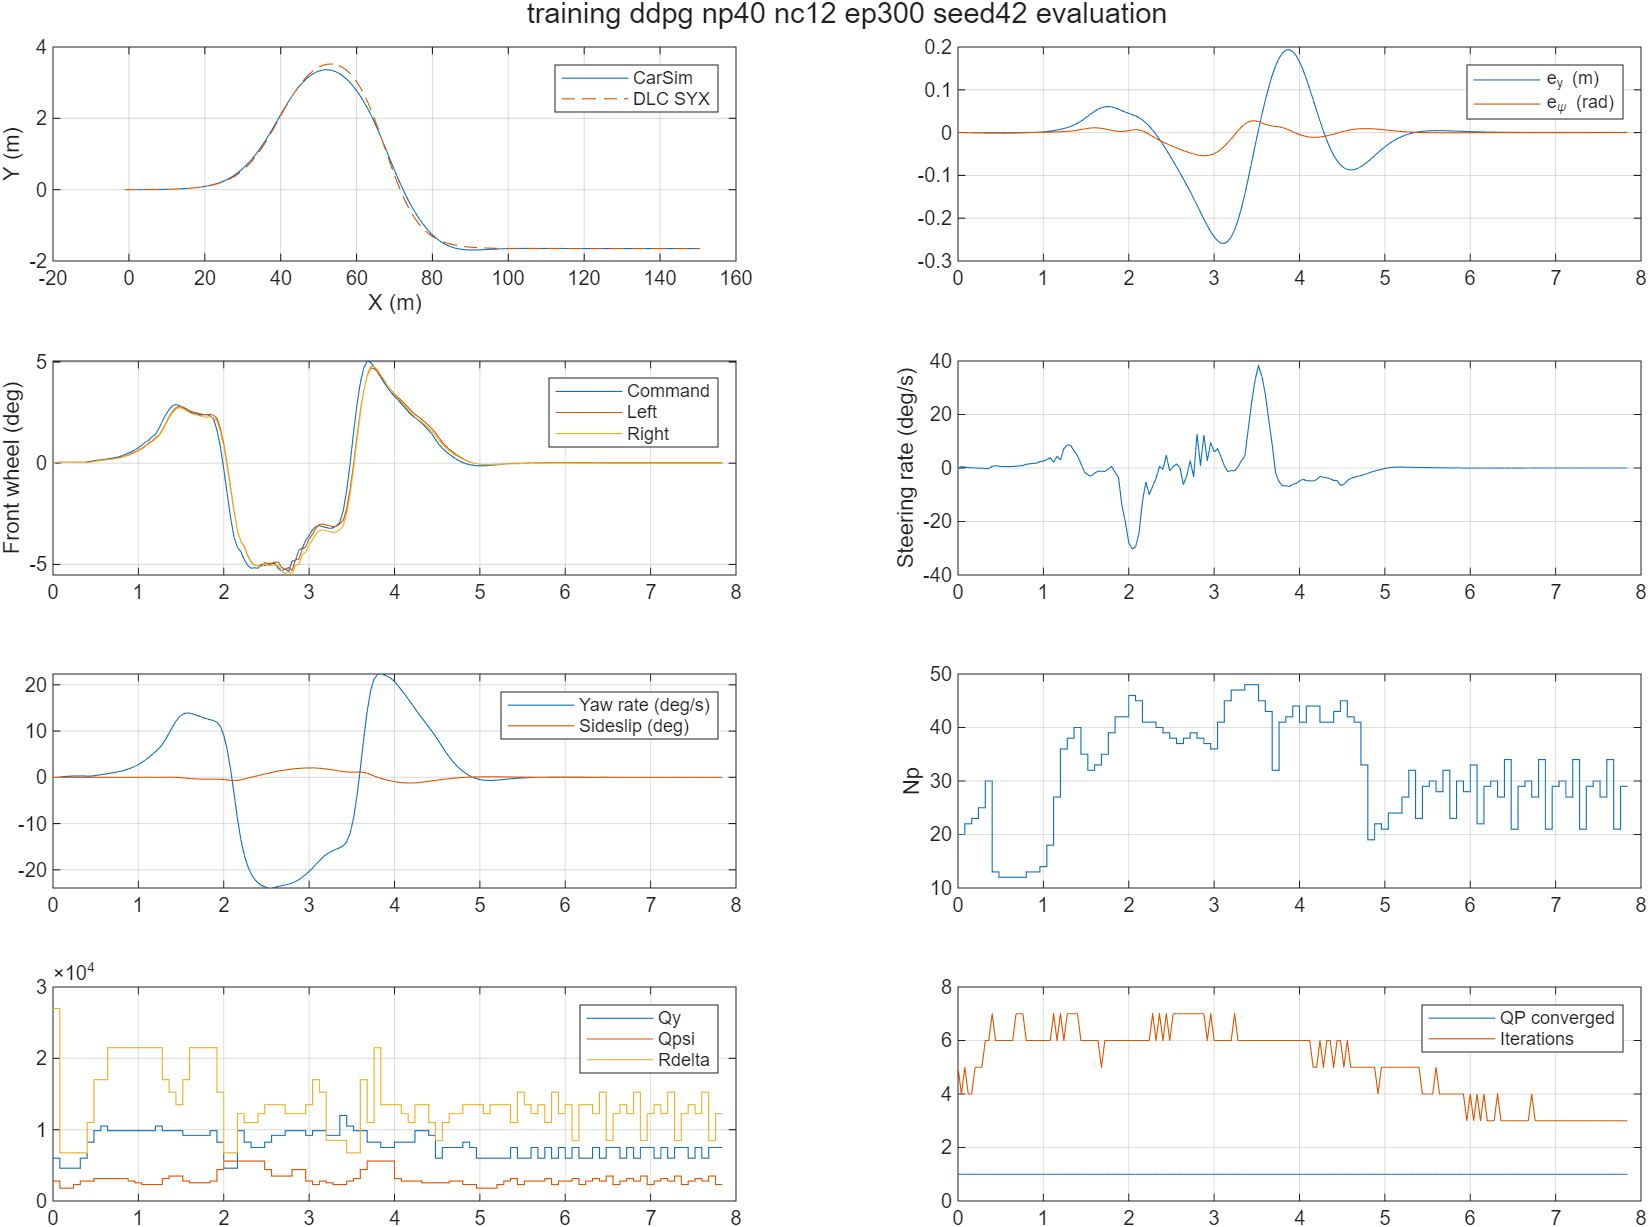 training ddpg np40 nc12 ep300 seed42 evaluation
4
2
0
-2
Y (m)
CarSim
DLC SYX
-20 0 20 40 60 80 100 120 140 160
X (m)
0.2
0.1
0
-0.1
-0.2
-0.3
e_y (m)
e_ψ (rad)
0 1 2 3 4 5 6 7 8
5
0
-5
Front wheel (deg)
Command
Left
Right
0 1 2 3 4 5 6 7 8
40
20
0
-20
-40
Steering rate (deg/s)
0 1 2 3 4 5 6 7 8
20
10
0
-10
-20
Yaw rate (deg/s)
Sideslip (deg)
0 1 2 3 4 5 6 7 8
50
40
30
20
10
Np
0 1 2 3 4 5 6 7 8
×10⁴
3
2
1
0
Qy
Qpsi
Rdelta
0 1 2 3 4 5 6 7 8
8
6
4
2
0
QP converged
Iterations
0 1 2 3 4 5 6 7 8